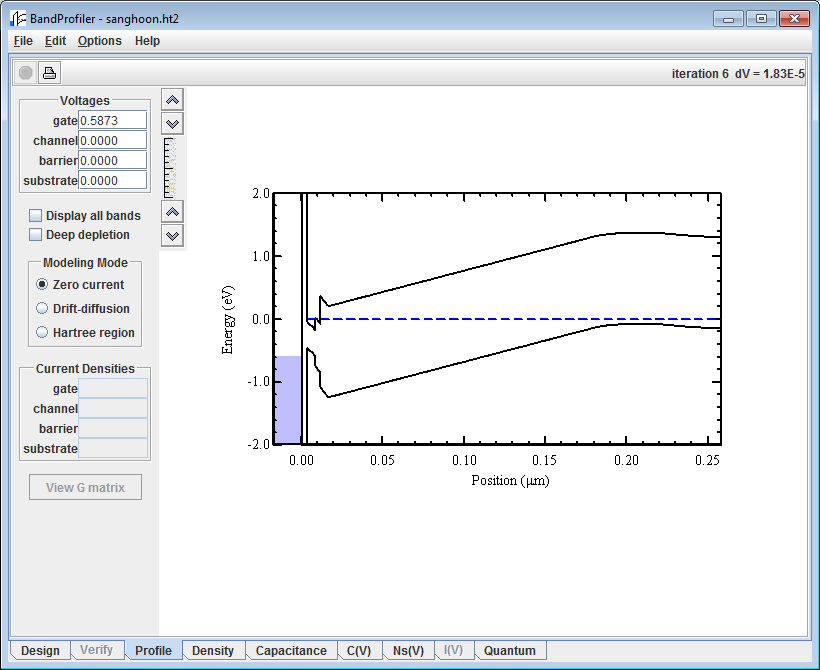 BandProfiler - sanghoon.ht2
File Edit Options Help
iteration 6 dV = 1.83E-5
Voltages
gate 0.5873
channel 0.0000
barrier 0.0000
substrate 0.0000
Display all bands
Deep depletion
Modeling Mode
Zero current
Drift-diffusion
Hartree region
Current Densities
gate
channel
barrier
substrate
View G matrix
2.0
1.0
0.0
-1.0
-2.0
Energy (eV)
0.00 0.05 0.10 0.15 0.20 0.25
Position (μm)
Design Verify Profile Density Capacitance C(V) Ns(V) I(V) Quantum